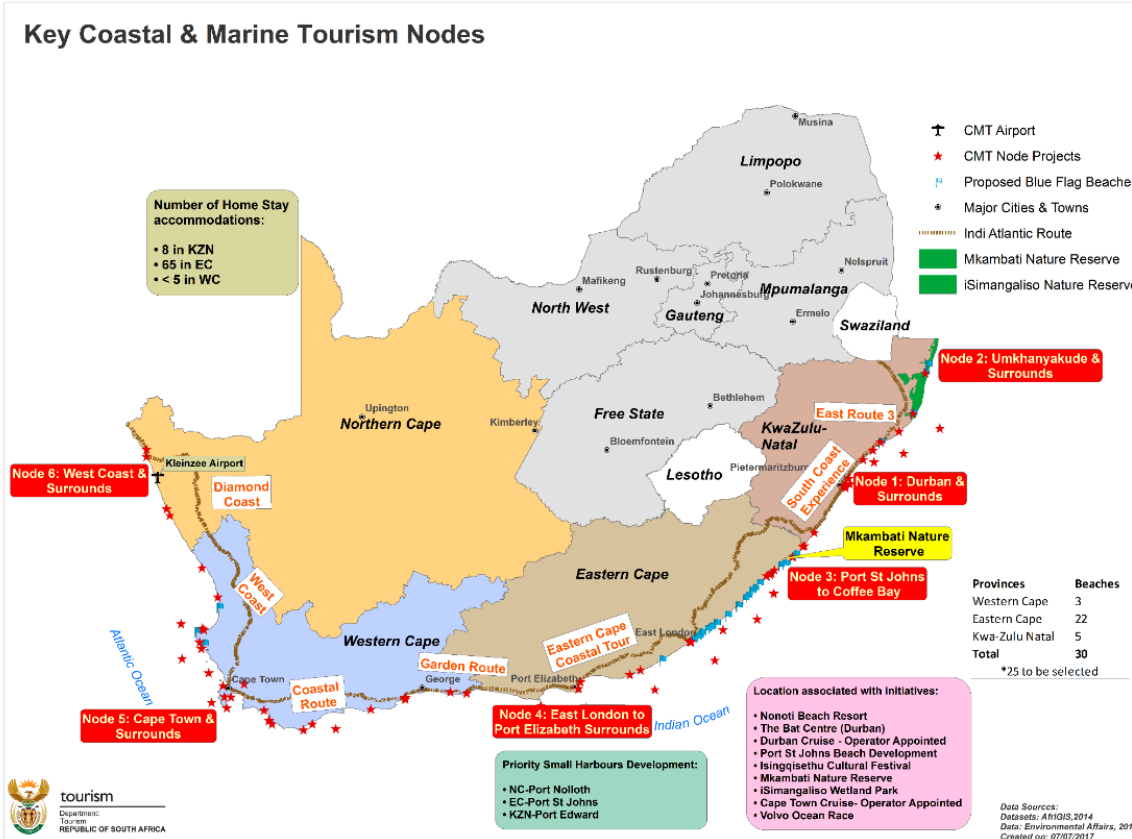 Key Coastal & Marine Tourism Nodes
CMT Airport
CMT Node Projects
Proposed Blue Flag Beaches
Major Cities & Towns
Indi Atlantic Route
Mkambati Nature Reserve
iSimangaliso Nature Reserve
Number of Home Stay
accommodations:
• 8 in KZN
• 65 in EC
• < 5 in WC
Musina
Limpopo
Polokwane
Nelspruit
Rustenburg
Pretoria
Mafikeng
Mpumalanga
Johannesburg
North West
Gauteng
Ermelo
Swaziland
Node 2: Umkhanyakude &
Surrounds
Bethlehem
Free State
East Route 3
Upington
Northern Cape
Kimberley
KwaZulu-
Natal
Bloemfontein
Lesotho
Pietermaritzburg
South Coast
Experience
Node 1: Durban &
Surrounds
Kleinzee Airport
Node 6: West Coast &
Surrounds
Diamond
Coast
Mkambati Nature
Reserve
Eastern Cape
Node 3: Port St Johns
to Coffee Bay
West
Coast
Provinces Beaches
Western Cape 3
Eastern Cape 22
Kwa-Zulu Natal 5
Total 30
*25 to be selected
Atlantic Ocean
Western Cape
East London
Eastern Cape
Coastal Tour
Garden Route
Cape Town
George
Port Elizabeth
Coastal
Route
Node 5: Cape Town &
Surrounds
Node 4: East London to
Port Elizabeth Surrounds
Indian Ocean
Location associated with initiatives:
• Nonoti Beach Resort
• The Bat Centre (Durban)
• Durban Cruise - Operator Appointed
• Port St Johns Beach Development
• Isingqisethu Cultural Festival
• Mkambati Nature Reserve
• iSimangaliso Wetland Park
• Cape Town Cruise- Operator Appointed
• Volvo Ocean Race
Priority Small Harbours Development:
• NC-Port Nolloth
• EC-Port St Johns
• KZN-Port Edward
tourism
Department:
Tourism
REPUBLIC OF SOUTH AFRICA
Data Sources:
Datasets: AfriGIS,2014
Data: Environmental Affairs, 201
Created on: 07/07/2017